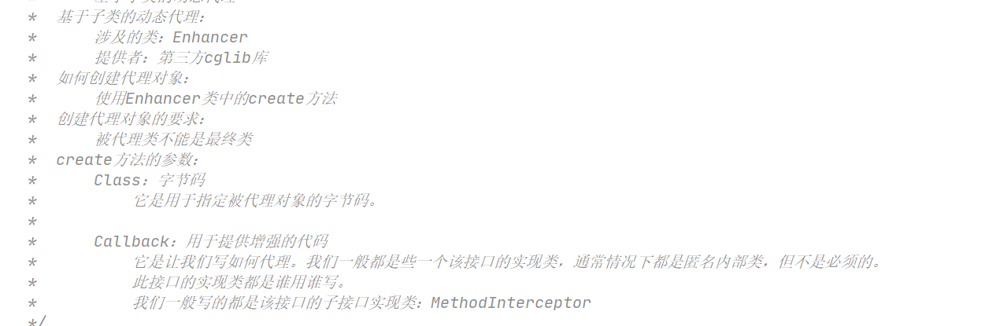 * 基于子类的动态代理：
* 涉及的类：Enhancer
* 提供者：第三方cglib库
* 如何创建代理对象：
* 使用Enhancer类中的create方法
* 创建代理对象的要求：
* 被代理类不能是最终类
* create方法的参数：
* Class：字节码
* 它是用于指定被代理对象的字节码。
*
* Callback：用于提供增强的代码
* 它是让我们写如何代理。我们一般都是些一个该接口的实现类，通常情况下都是匿名内部类，但不是必须的。
* 此接口的实现类都是谁用谁写。
* 我们一般写的都是该接口的子接口实现类：MethodInterceptor
*/